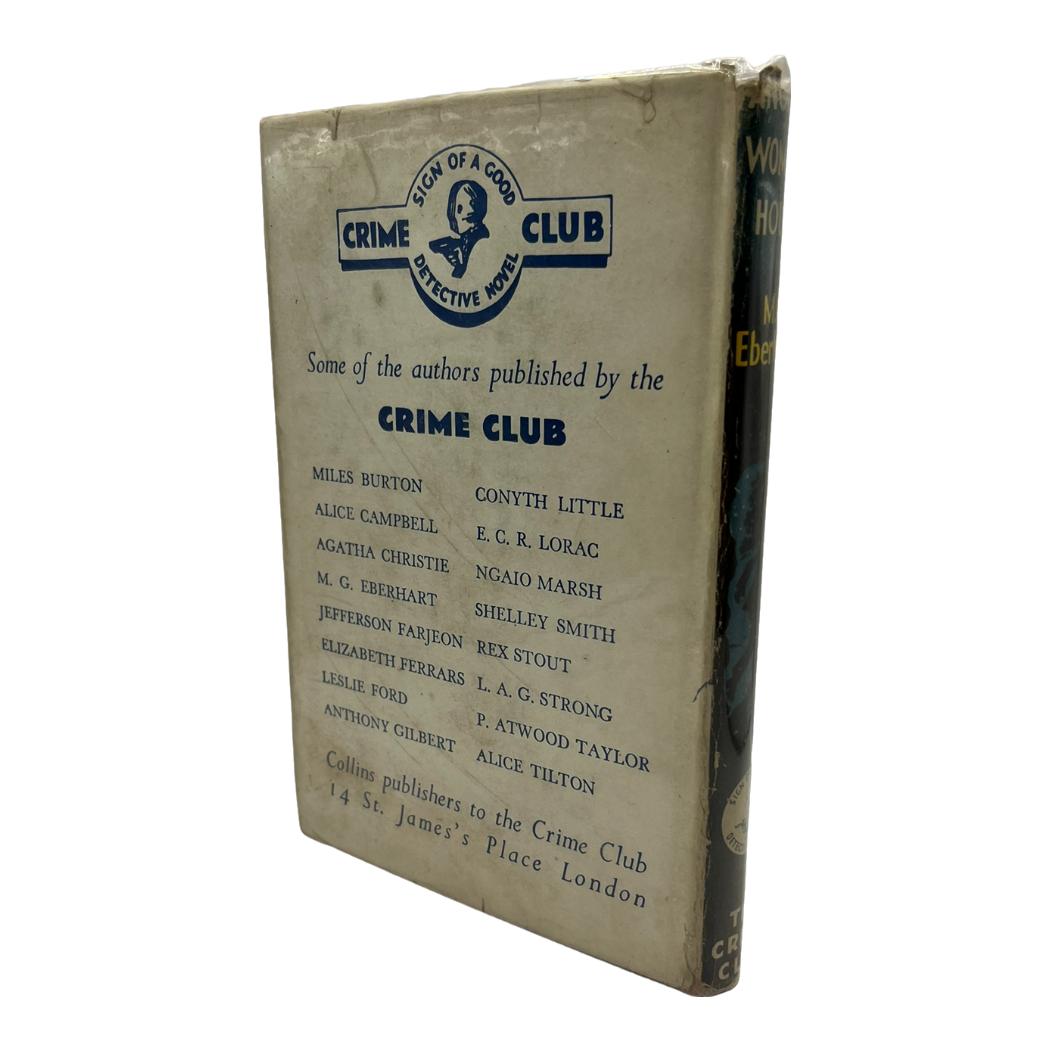 SIGN OF A GOOD
CRIME CLUB
DETECTIVE NOVEL
Some of the authors published by the
CRIME CLUB
MILES BURTON
ALICE CAMPBELL
AGATHA CHRISTIE
M. G. EBERHART
JEFFERSON FARJEON
ELIZABETH FERRARS
LESLIE FORD
ANTHONY GILBERT
CONYTH LITTLE
E. C. R. LORAC
NGAIO MARSH
SHELLEY SMITH
REX STOUT
L. A. G. STRONG
P. ATWOOD TAYLOR
ALICE TILTON
Collins publishers to the Crime Club
14 St. James's Place London
SIGN